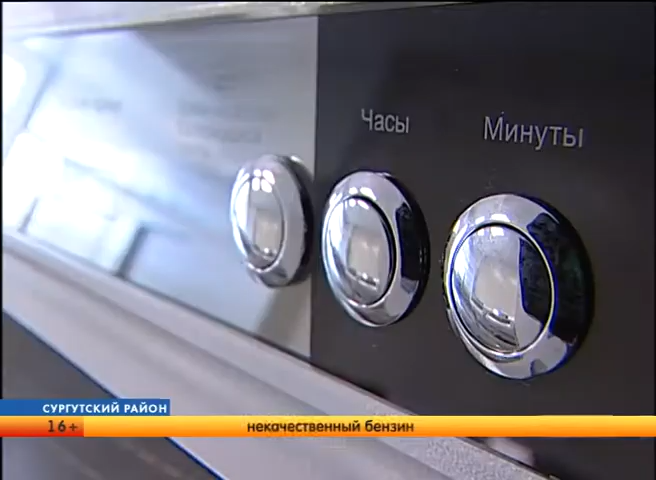 Часы
Минуты
СУРГУТСКИЙ РАЙОН
16+
некачественный бензин